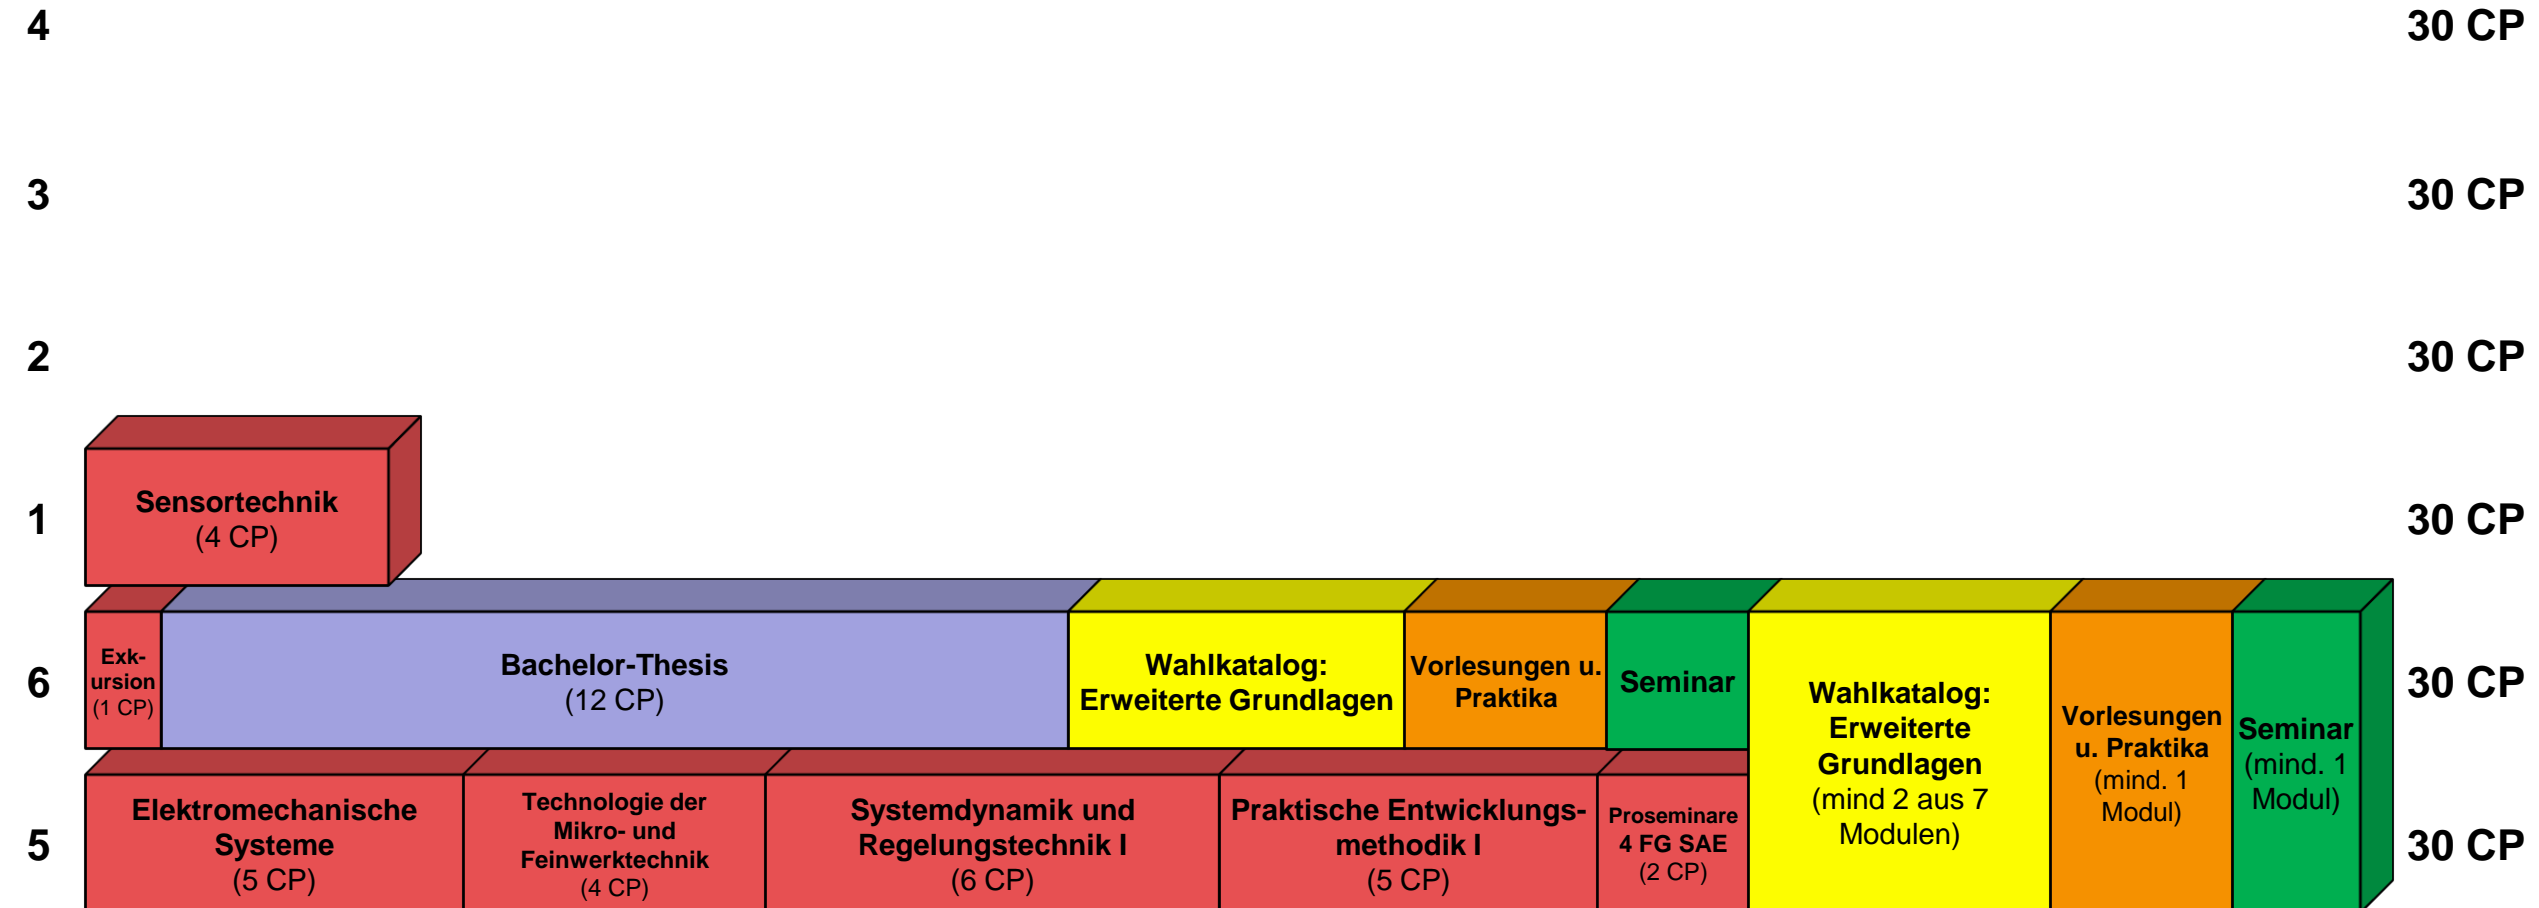 4
30 CP
3
30 CP
2
30 CP
1
Sensortechnik
(4 CP)
30 CP
6
Exk-
ursion
(1 CP)
Bachelor-Thesis
(12 CP)
Wahlkatalog:
Erweiterte Grundlagen
Vorlesungen u.
Praktika
Seminar
Wahlkatalog:
Erweiterte
Grundlagen
(mind 2 aus 7
Modulen)
Vorlesungen
u. Praktika
(mind. 1
Modul)
Seminar
(mind. 1
Modul)
30 CP
5
Elektromechanische
Systeme
(5 CP)
Technologie der
Mikro- und
Feinwerktechnik
(4 CP)
Systemdynamik und
Regelungstechnik I
(6 CP)
Praktische Entwicklungs-
methodik I
(5 CP)
Proseminare
4 FG SAE
(2 CP)
30 CP